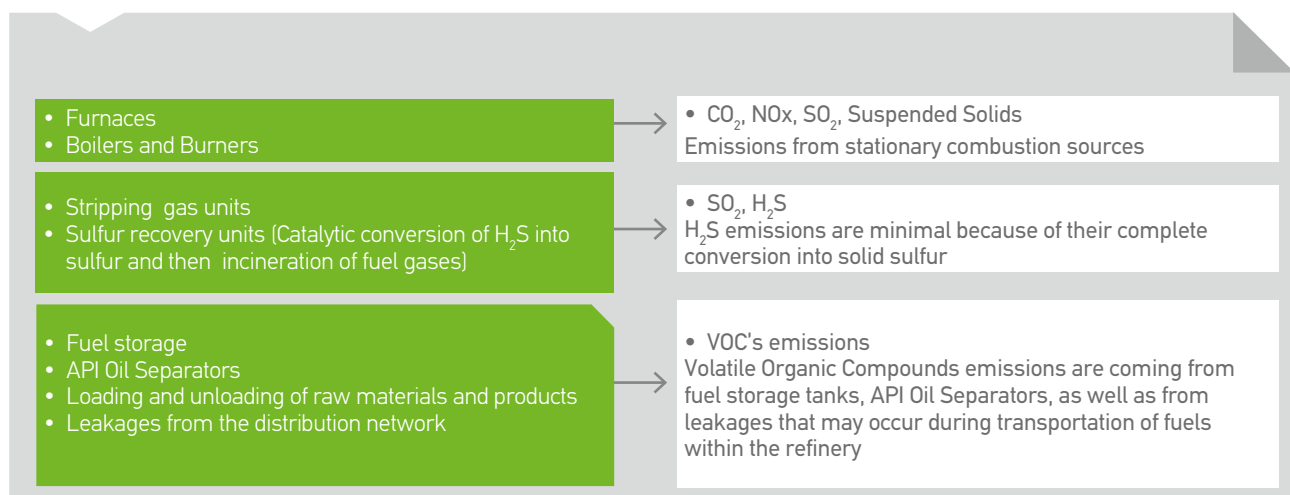 • Furnaces
• Boilers and Burners
• CO₂, NOx, SO₂, Suspended Solids
Emissions from stationary combustion sources
• Stripping gas units
• Sulfur recovery units (Catalytic conversion of H₂S into
sulfur and then incineration of fuel gases)
• SO₂, H₂S
H₂S emissions are minimal because of their complete
conversion into solid sulfur
• Fuel storage
• API Oil Separators
• Loading and unloading of raw materials and products
• Leakages from the distribution network
• VOC's emissions
Volatile Organic Compounds emissions are coming from
fuel storage tanks, API Oil Separators, as well as from
leakages that may occur during transportation of fuels
within the refinery